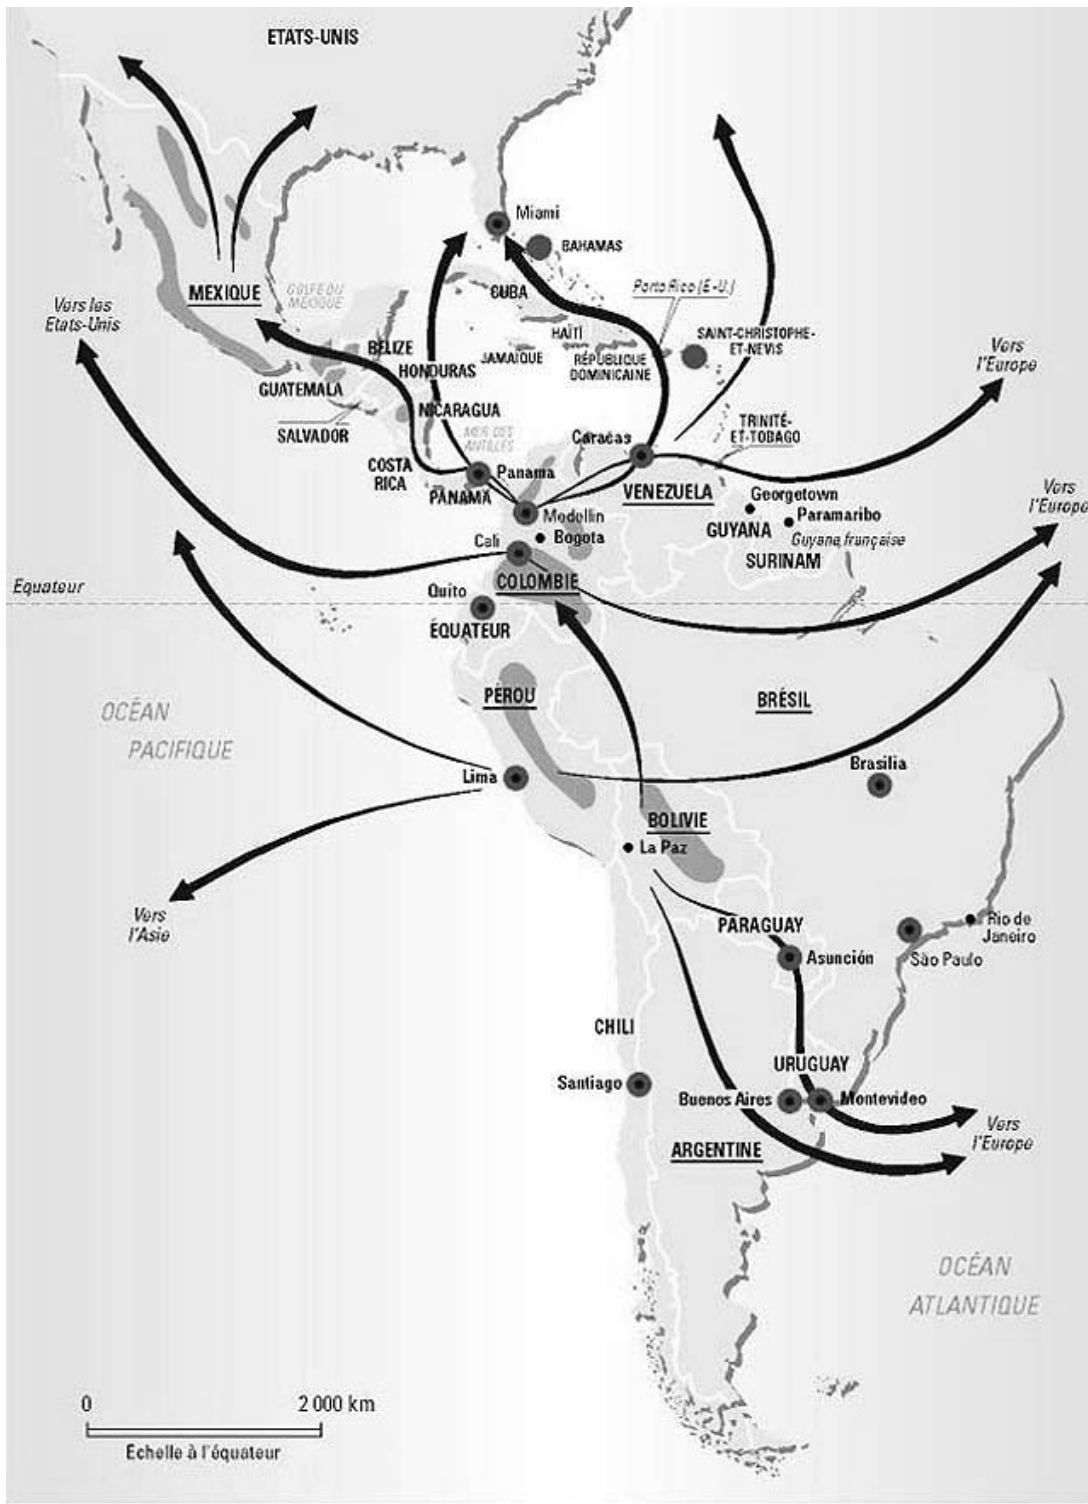 ETATS-UNIS
Miami
BAHAMAS
MEXIQUE
GOLFE DU
MEXIQUE
CUBA
Porto Rico (E.-U.)
Vers les
Etats-Unis
HAÏTI
SAINT-CHRISTOPHE-
ET-NEVIS
BÉLIZE
JAMAÏQUE
RÉPUBLIQUE
DOMINICAINE
Vers
l'Europe
HONDURAS
GUATEMALA
NICARAGUA
SALVADOR
MER DES
ANTILLES
Caracas
TRINITÉ-
ET-TOBAGO
COSTA
RICA
Panama
PANAMA
VENEZUELA
Georgetown
Vers
l'Europe
Medellin
Paramaribo
GUYANA
Bogota
Guyane française
Cali
SURINAM
COLOMBIE
Equateur
Quito
ÉQUATEUR
PÉROU
BRÉSIL
OCÉAN
PACIFIQUE
Lima
Brasilia
BOLIVIE
La Paz
Vers
l'Asie
PARAGUAY
Rio de
Janeiro
Asunción
São Paulo
CHILI
URUGUAY
Santiago
Buenos Aires
Montevideo
Vers
l'Europe
ARGENTINE
OCÉAN
ATLANTIQUE
0 2 000 km
Échelle à l'équateur